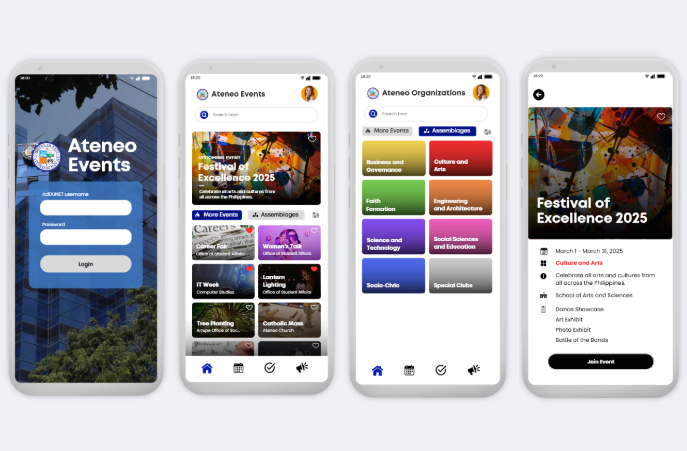 18:20
Ateneo
Events
AdDUNET username
Password
Login
18:20
Ateneo Events
Search here
UPCOMING EVENT
Festival of
Excellence 2025
Celebrate all arts and cultures from
all across the Philippines.
More Events
Assemblages
Career Fair
Office of Student Affairs
Women's Talk
Office of Student Affairs
IT Week
Computer Studies
Lantern
Lighting
Office of Student Affairs
Tree Planting
Arrupe Office of Soc...
Catholic Mass
Ateneo Church
18:20
Ateneo Organizations
Search here
More Events
Assemblages
Business and
Governance
Culture and
Arts
Faith
Formation
Engineering
and Architecture
Science and
Technology
Social Sciences
and Education
Socio-Civic
Special Clubs
18:20
Festival of
Excellence 2025
March 1 - March 31, 2025
Culture and Arts
Celebrate all arts and cultures from
all across the Philippines.
School of Arts and Sciences
Dance Showcase
Art Exhibit
Photo Exhibit
Battle of the Bands
Join Event